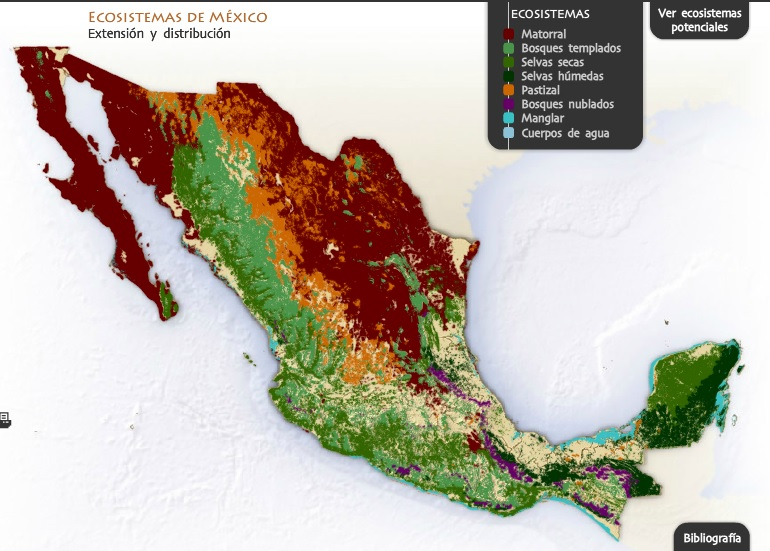 Ecosistemas de México
Extensión y distribución
ECOSISTEMAS
Matorral
Bosques templados
Selvas secas
Selvas húmedas
Pastizal
Bosques nublados
Manglar
Cuerpos de agua
Ver ecosistemas
potenciales
Bibliografía